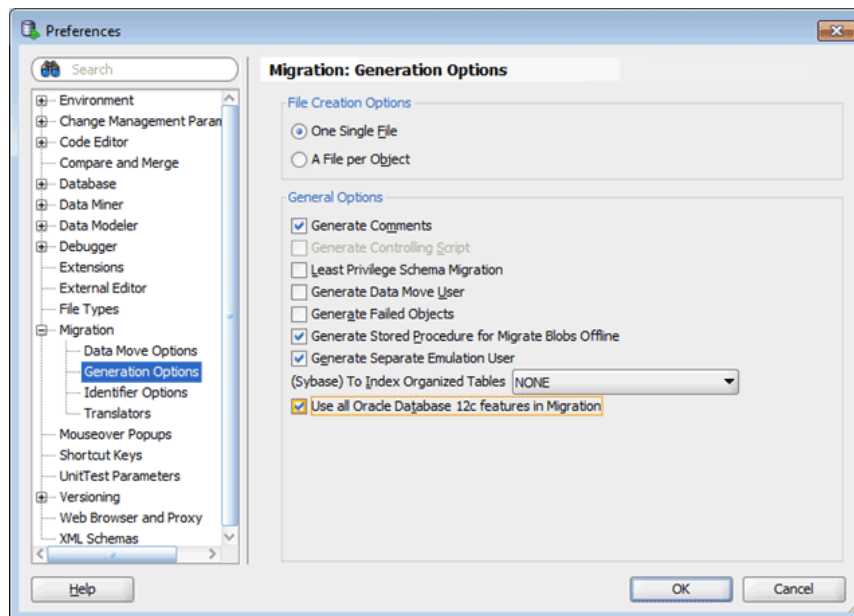 Preferences
Search
Environment
Change Management Param
Code Editor
Compare and Merge
Database
Data Miner
Data Modeler
Debugger
Extensions
External Editor
File Types
Migration
Data Move Options
Generation Options
Identifier Options
Translators
Mouseover Popups
Shortcut Keys
UnitTest Parameters
Versioning
Web Browser and Proxy
XML Schemas
Migration: Generation Options
File Creation Options
One Single File
A File per Object
General Options
Generate Comments
Generate Controlling Script
Least Privilege Schema Migration
Generate Data Move User
Generate Failed Objects
Generate Stored Procedure for Migrate Blobs Offline
Generate Separate Emulation User
(Sybase) To Index Organized Tables NONE
Use all Oracle Database 12c features in Migration
Help
OK
Cancel